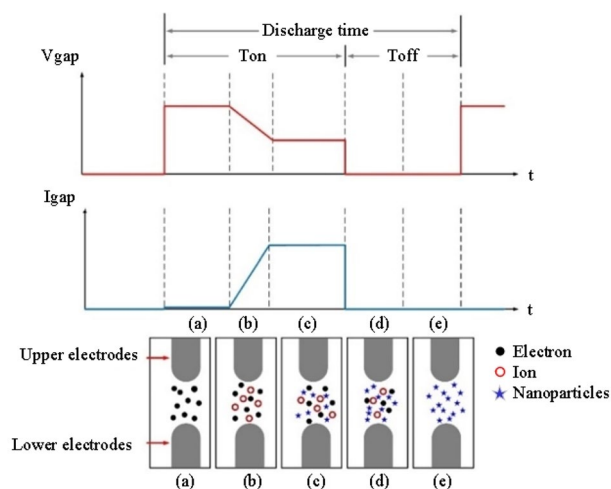 Discharge time
Vgap
Ton
Toff
t
Igap
t
(a) (b) (c) (d) (e)
Upper electrodes
Lower electrodes
Electron
Ion
Nanoparticles
(a) (b) (c) (d) (e)